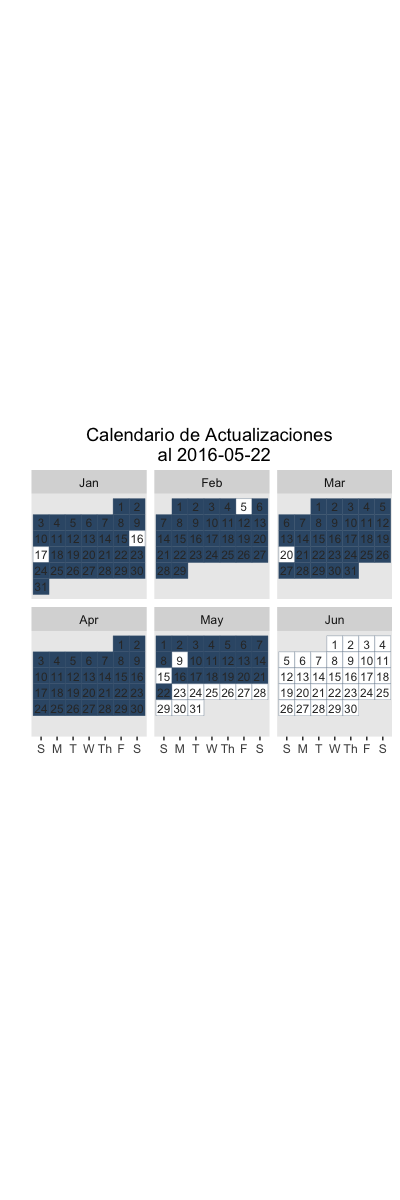 Calendario de Actualizaciones
al 2016-05-22
Jan Feb Mar
1 2 1 2 3 4 5 6 1 2 3 4 5
3 4 5 6 7 8 9 7 8 9 10 11 12 13 6 7 8 9 10 11 12
10 11 12 13 14 15 16 14 15 16 17 18 19 20 13 14 15 16 17 18 19
17 18 19 20 21 22 23 21 22 23 24 25 26 27 20 21 22 23 24 25 26
24 25 26 27 28 29 30 28 29 27 28 29 30 31
31
Apr May Jun
1 2 1 2 3 4 5 6 7 1 2 3 4
3 4 5 6 7 8 9 8 9 10 11 12 13 14 5 6 7 8 9 10 11
10 11 12 13 14 15 16 15 16 17 18 19 20 21 12 13 14 15 16 17 18
17 18 19 20 21 22 23 22 23 24 25 26 27 28 19 20 21 22 23 24 25
24 25 26 27 28 29 30 29 30 31 26 27 28 29 30
S M T W Th F S S M T W Th F S S M T W Th F S